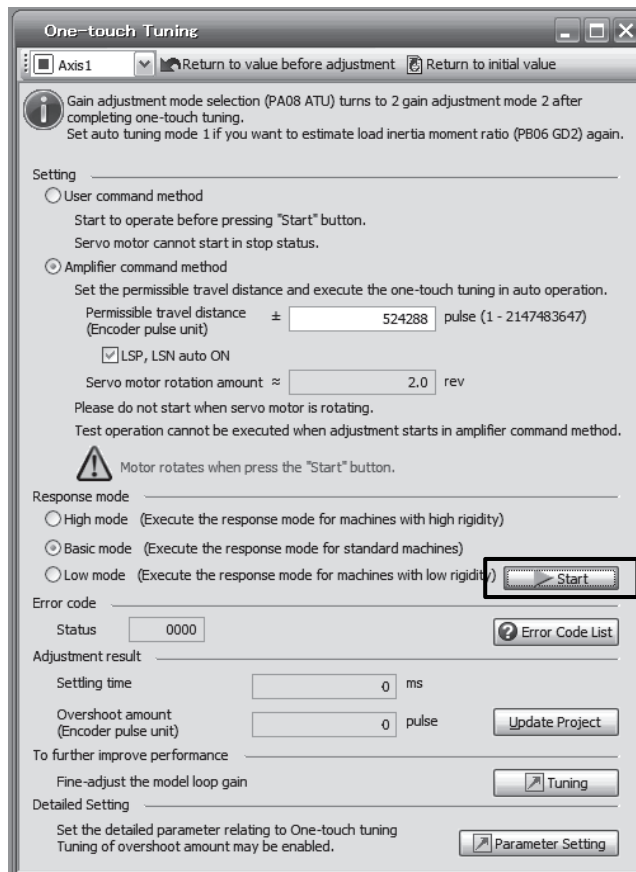 One-touch Tuning
Axis1 Return to value before adjustment Return to initial value
Gain adjustment mode selection (PA08 ATU) turns to 2 gain adjustment mode 2 after
completing one-touch tuning.
Set auto tuning mode 1 if you want to estimate load inertia moment ratio (PB06 GD2) again.
Setting
User command method
Start to operate before pressing "Start" button.
Servo motor cannot start in stop status.
Amplifier command method
Set the permissible travel distance and execute the one-touch tuning in auto operation.
Permissible travel distance ± 524288 pulse (1 - 2147483647)
(Encoder pulse unit)
LSP, LSN auto ON
Servo motor rotation amount ≈ 2.0 rev
Please do not start when servo motor is rotating.
Test operation cannot be executed when adjustment starts in amplifier command method.
Motor rotates when press the "Start" button.
Response mode
High mode (Execute the response mode for machines with high rigidity)
Basic mode (Execute the response mode for standard machines)
Low mode (Execute the response mode for machines with low rigidity) Start
Error code
Status 0000 Error Code List
Adjustment result
Settling time 0 ms
Overshoot amount 0 pulse Update Project
(Encoder pulse unit)
To further improve performance
Fine-adjust the model loop gain Tuning
Detailed Setting
Set the detailed parameter relating to One-touch tuning
Tuning of overshoot amount may be enabled. Parameter Setting